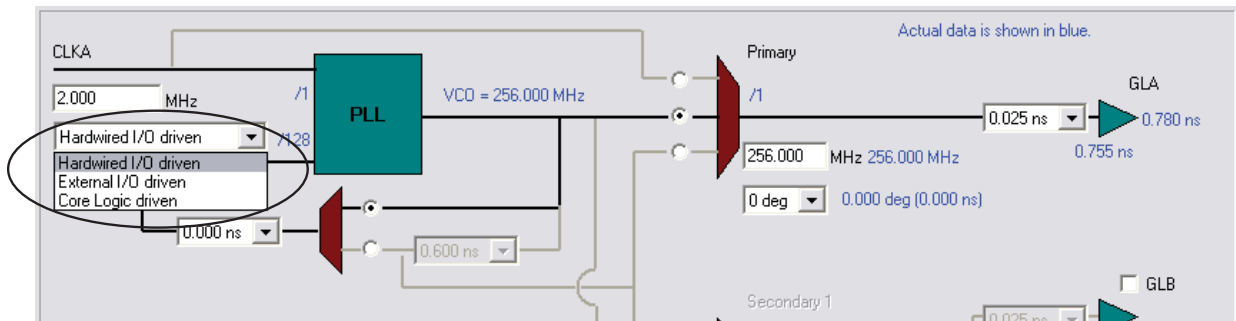 Actual data is shown in blue.
CLKA
Primary
GLA
2.000 MHz
/1
PLL
VCO = 256.000 MHz
/1
0.025 ns
0.780 ns
Hardwired I/O driven
/128
Hardwired I/O driven
External I/O driven
Core Logic driven
256.000 MHz 256.000 MHz
0.755 ns
0 deg
0.000 deg (0.000 ns)
0.000 ns
0.600 ns
GLB
Secondary 1
0.025 ns